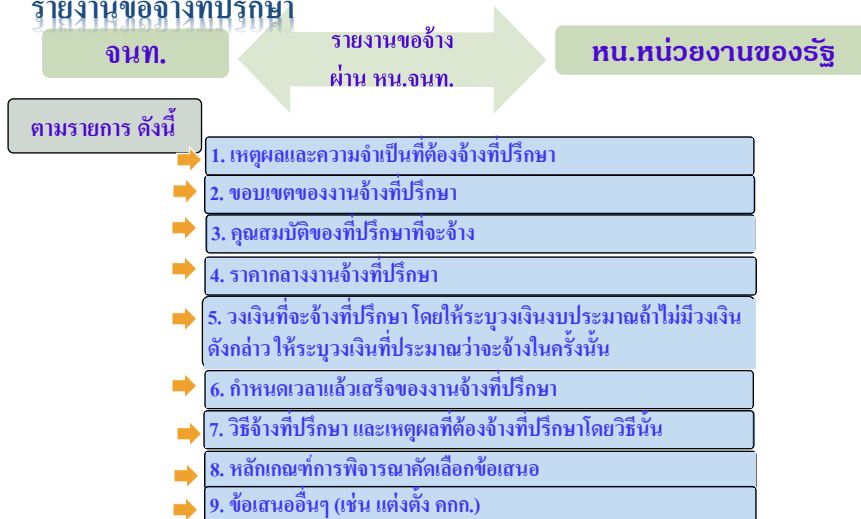 รายงานขอจ้างที่ปรึกษา
จนท.
รายงานขอจ้าง
ผ่าน หน.จนท.
หน.หน่วยงานของรัฐ
ตามรายการ ดังนี้
1. เหตุผลและความจำเป็นที่ต้องจ้างที่ปรึกษา
2. ขอบเขตของงานจ้างที่ปรึกษา
3. คุณสมบัติของที่ปรึกษาที่จะจ้าง
4. ราคากลางงานจ้างที่ปรึกษา
5. วงเงินที่จะจ้างที่ปรึกษา โดยให้ระบุวงเงินงบประมาณถ้าไม่มีวงเงิน
ดังกล่าว ให้ระบุวงเงินที่ประมาณว่าจะจ้างในครั้งนั้น
6. กำหนดเวลาแล้วเสร็จของงานจ้างที่ปรึกษา
7. วิธีจ้างที่ปรึกษา และเหตุผลที่ต้องจ้างที่ปรึกษาโดยวิธีนั้น
8. หลักเกณฑ์การพิจารณาคัดเลือกข้อเสนอ
9. ข้อเสนออื่นๆ (เช่น แต่งตั้ง คกก.)